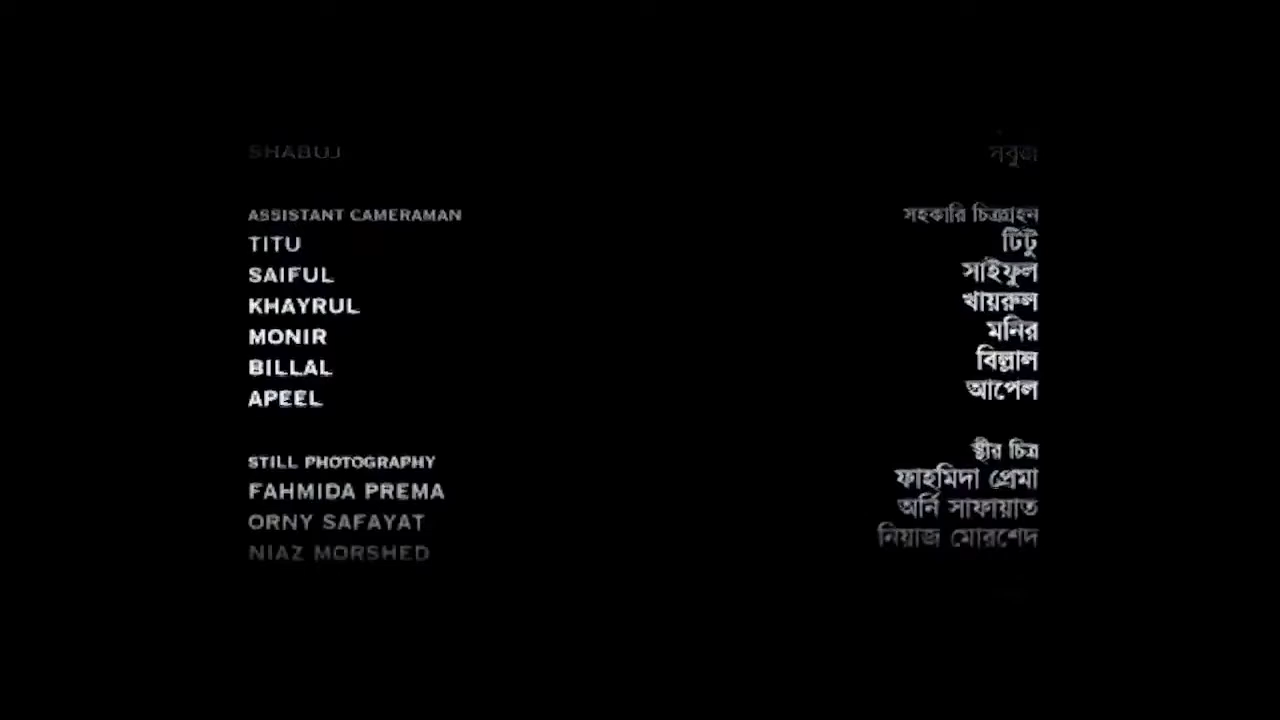 SHABUJ সবুজ
ASSISTANT CAMERAMAN সহকারি চিত্রগ্রাহন
TITU টিটু
SAIFUL সাইফুল
KHAYRUL খায়রুল
MONIR মনির
BILLAL বিল্লাল
APEEL আপেল
STILL PHOTOGRAPHY স্থীর চিত্র
FAHMIDA PREMA ফাহমিদা প্রেমা
ORNY SAFAYAT অর্নি সাফায়াত
NIAZ MORSHED নিয়াজ মোরশেদ